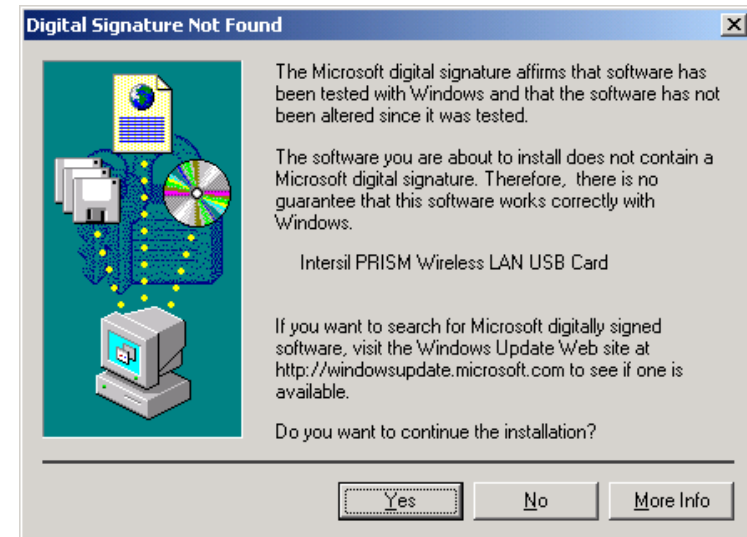 Digital Signature Not Found
The Microsoft digital signature affirms that software has
been tested with Windows and that the software has not
been altered since it was tested.
The software you are about to install does not contain a
Microsoft digital signature. Therefore, there is no
guarantee that this software works correctly with
Windows.
Intersil PRISM Wireless LAN USB Card
If you want to search for Microsoft digitally signed
software, visit the Windows Update Web site at
http://windowsupdate.microsoft.com to see if one is
available.
Do you want to continue the installation?
Yes No More Info